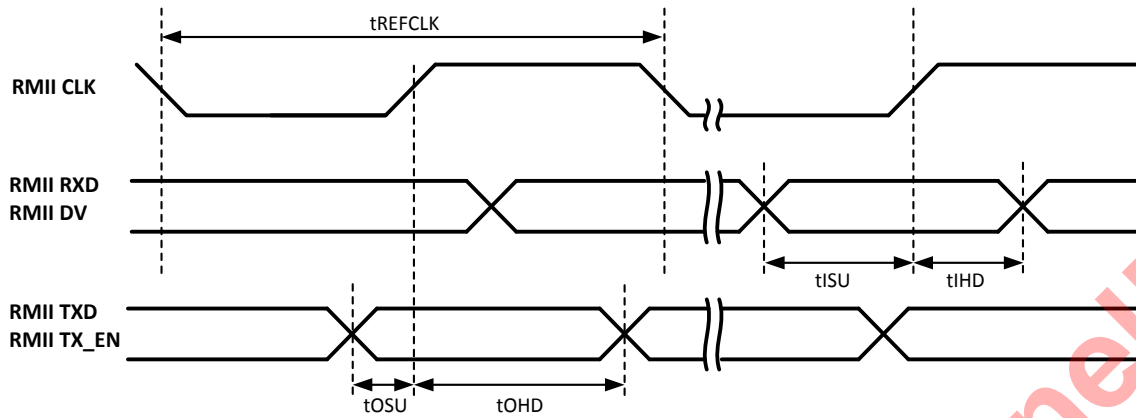 tREFCLK
RMII CLK
RMII RXD
RMII DV
tISU
tIHD
RMII TXD
RMII TX_EN
tOSU
tOHD